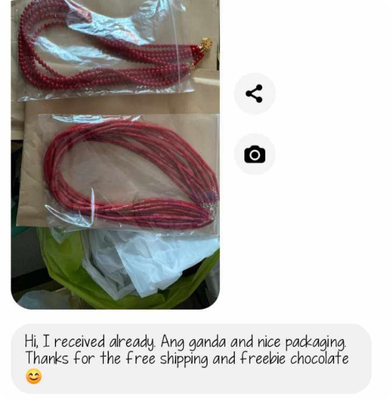 Hi, I received already. Ang ganda and nice packaging.
Thanks for the free shipping and freebie chocolate
😊